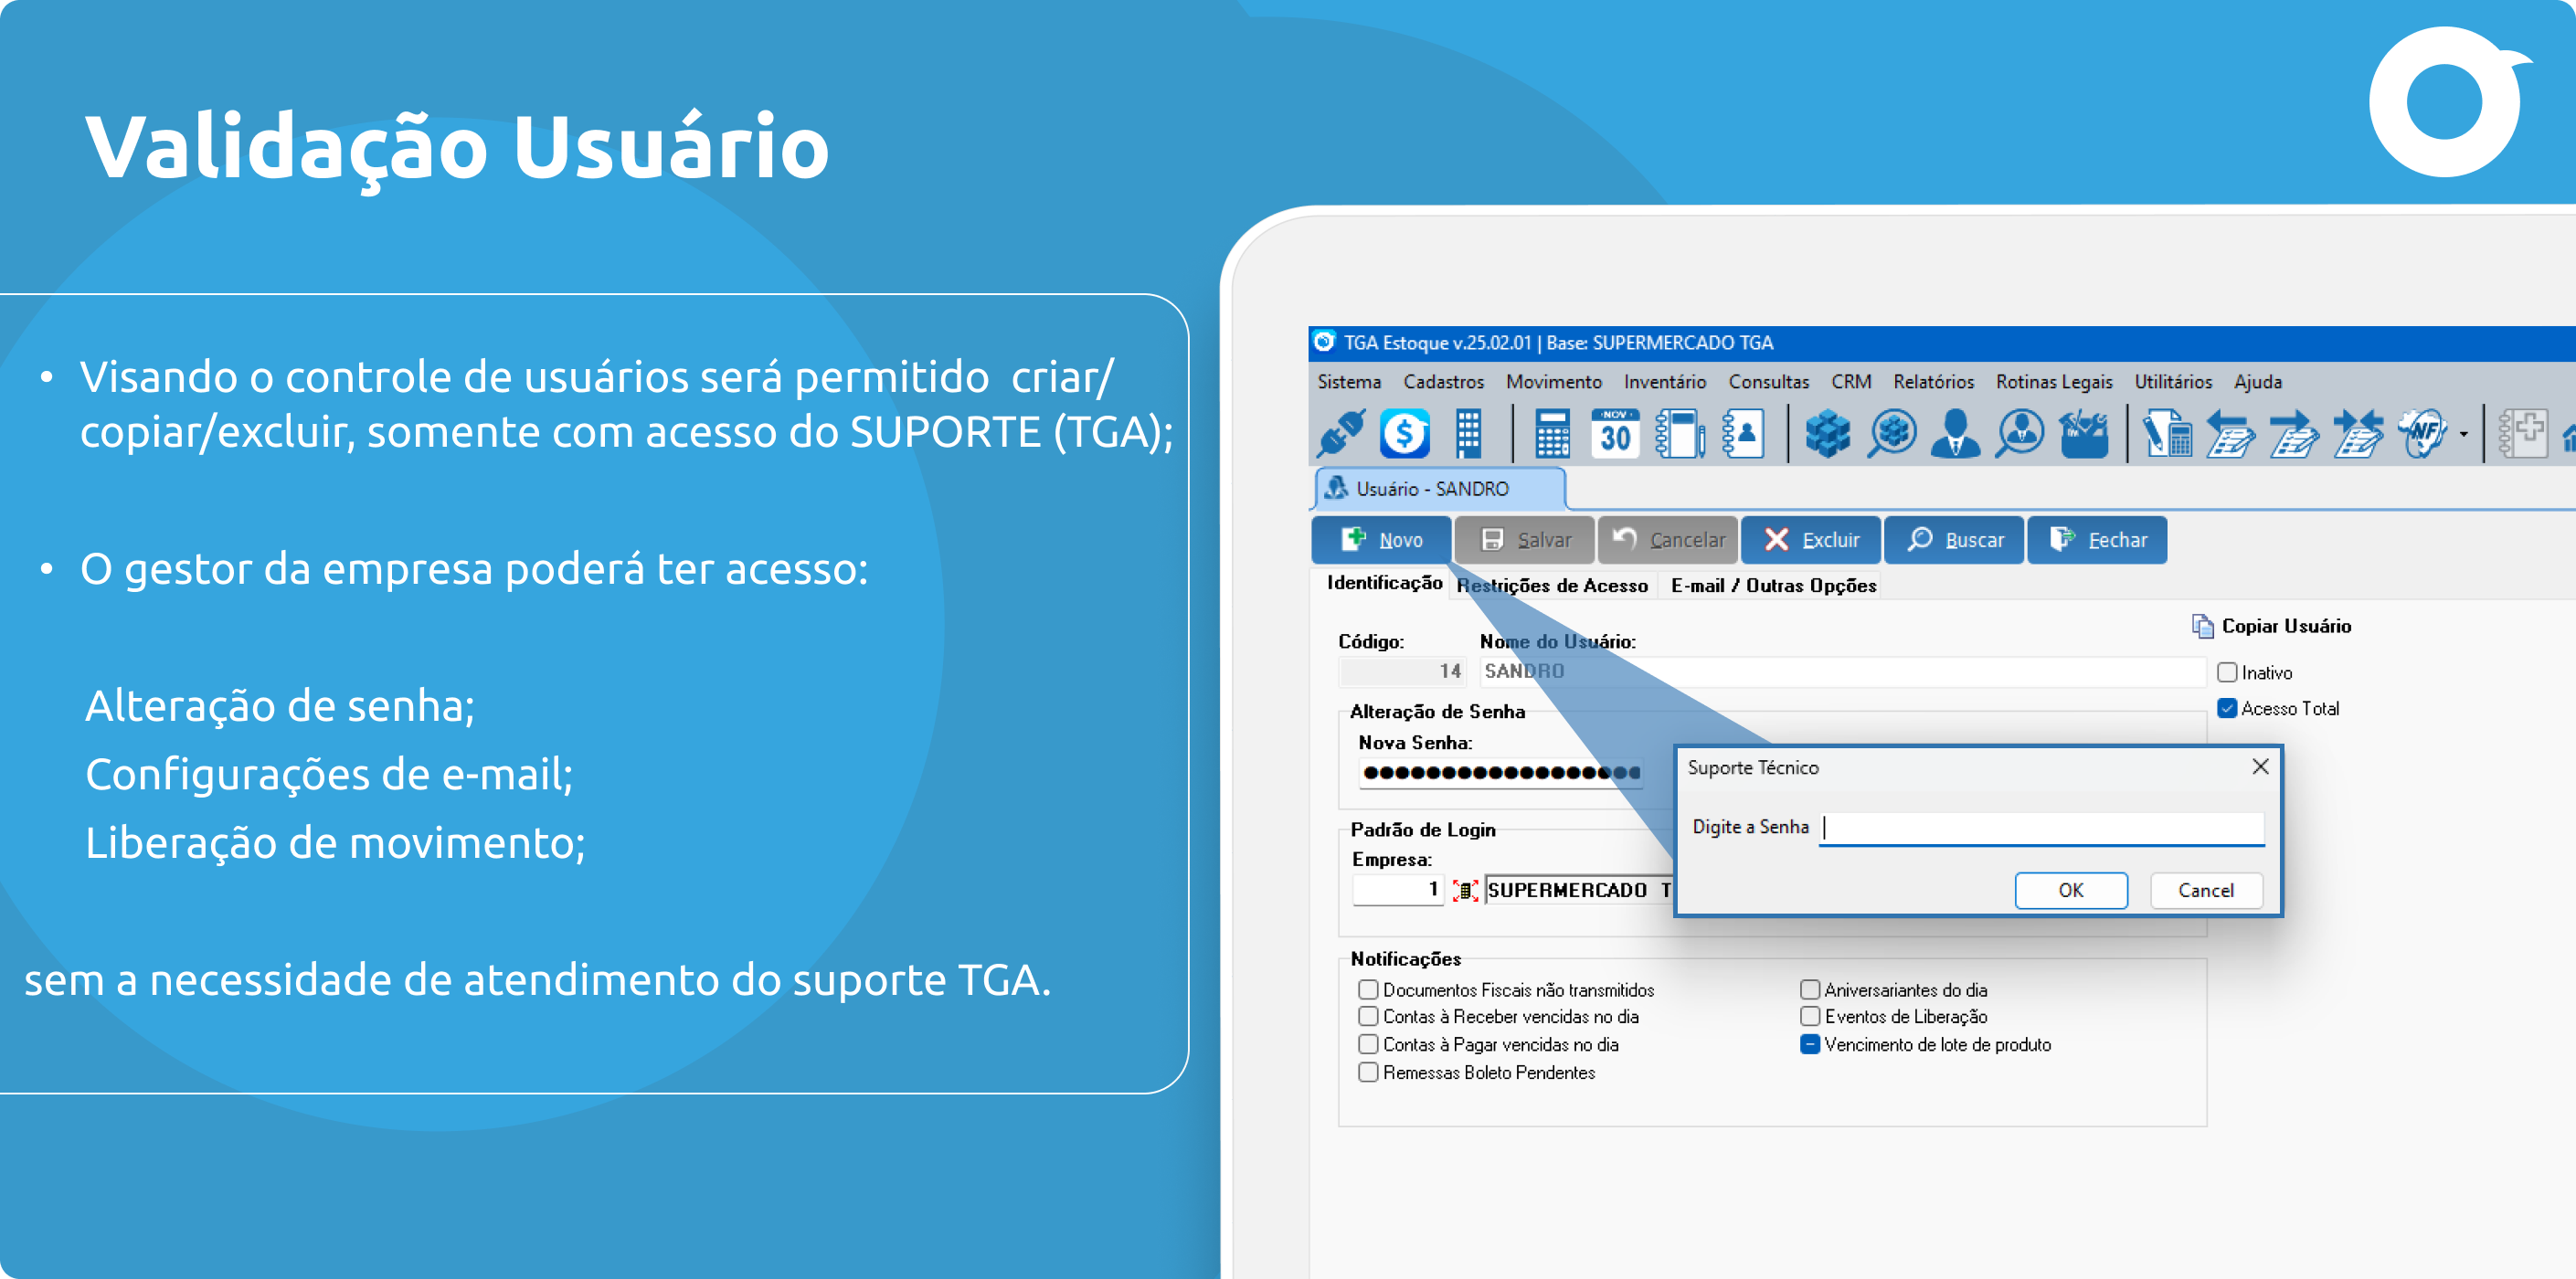 Validação Usuário
• Visando o controle de usuários será permitido  criar/
copiar/excluir, somente com acesso do SUPORTE (TGA);
• O gestor da empresa poderá ter acesso:
Alteração de senha;
Configurações de e-mail;
Liberação de movimento;
sem a necessidade de atendimento do suporte TGA.
TGA Estoque v.25.02.01 | Base: SUPERMERCADO TGA
Sistema Cadastros Movimento Inventário Consultas CRM Relatórios Rotinas Legais Utilitários Ajuda
NOV
30
NF
Usuário - SANDRO
Novo Salvar Cancelar Excluir Buscar Fechar
Identificação Restrições de Acesso E-mail / Outras Opções
Copiar Usuário
Código: Nome do Usuário:
14 SANDRO
Inativo
Acesso Total
Alteração de Senha
Nova Senha:
Suporte Técnico
Digite a Senha
OK Cancel
Padrão de Login
Empresa:
1 SUPERMERCADO T
Notificações
Documentos Fiscais não transmitidos
Contas à Receber vencidas no dia
Contas à Pagar vencidas no dia
Remessas Boleto Pendentes
Aniversariantes do dia
Eventos de Liberação
Vencimento de lote de produto